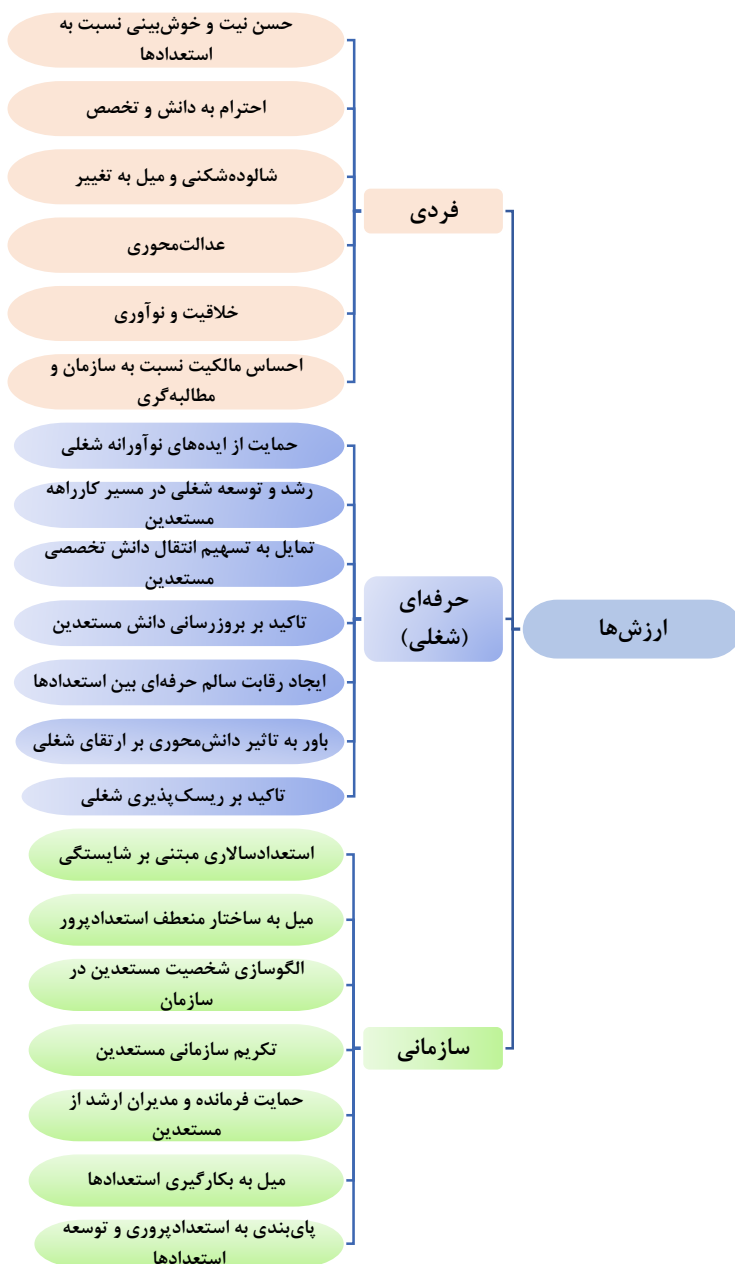 ارزش‌ها
فردی
حسن نیت و خوش‌بینی نسبت به
استعدادها
احترام به دانش و تخصص
شالوده‌شکنی و میل به تغییر
عدالت‌محوری
خلاقیت و نوآوری
احساس مالکیت نسبت به سازمان و
مطالبه‌گری
حرفه‌ای
(شغلی)
حمایت از ایده‌های نوآورانه شغلی
رشد و توسعه شغلی در مسیر کارراهه
مستعدین
تمایل به تسهیم انتقال دانش تخصصی
مستعدین
تاکید بر بروزرسانی دانش مستعدین
ایجاد رقابت سالم حرفه‌ای بین استعدادها
باور به تاثیر دانش‌محوری بر ارتقای شغلی
تاکید بر ریسک‌پذیری شغلی
سازمانی
استعدادسالاری مبتنی بر شایستگی
میل به ساختار منعطف استعدادپرور
الگوسازی شخصیت مستعدین در
سازمان
تکریم سازمانی مستعدین
حمایت فرمانده و مدیران ارشد از
مستعدین
میل به بکارگیری استعدادها
پای‌بندی به استعدادپروری و توسعه
استعدادها